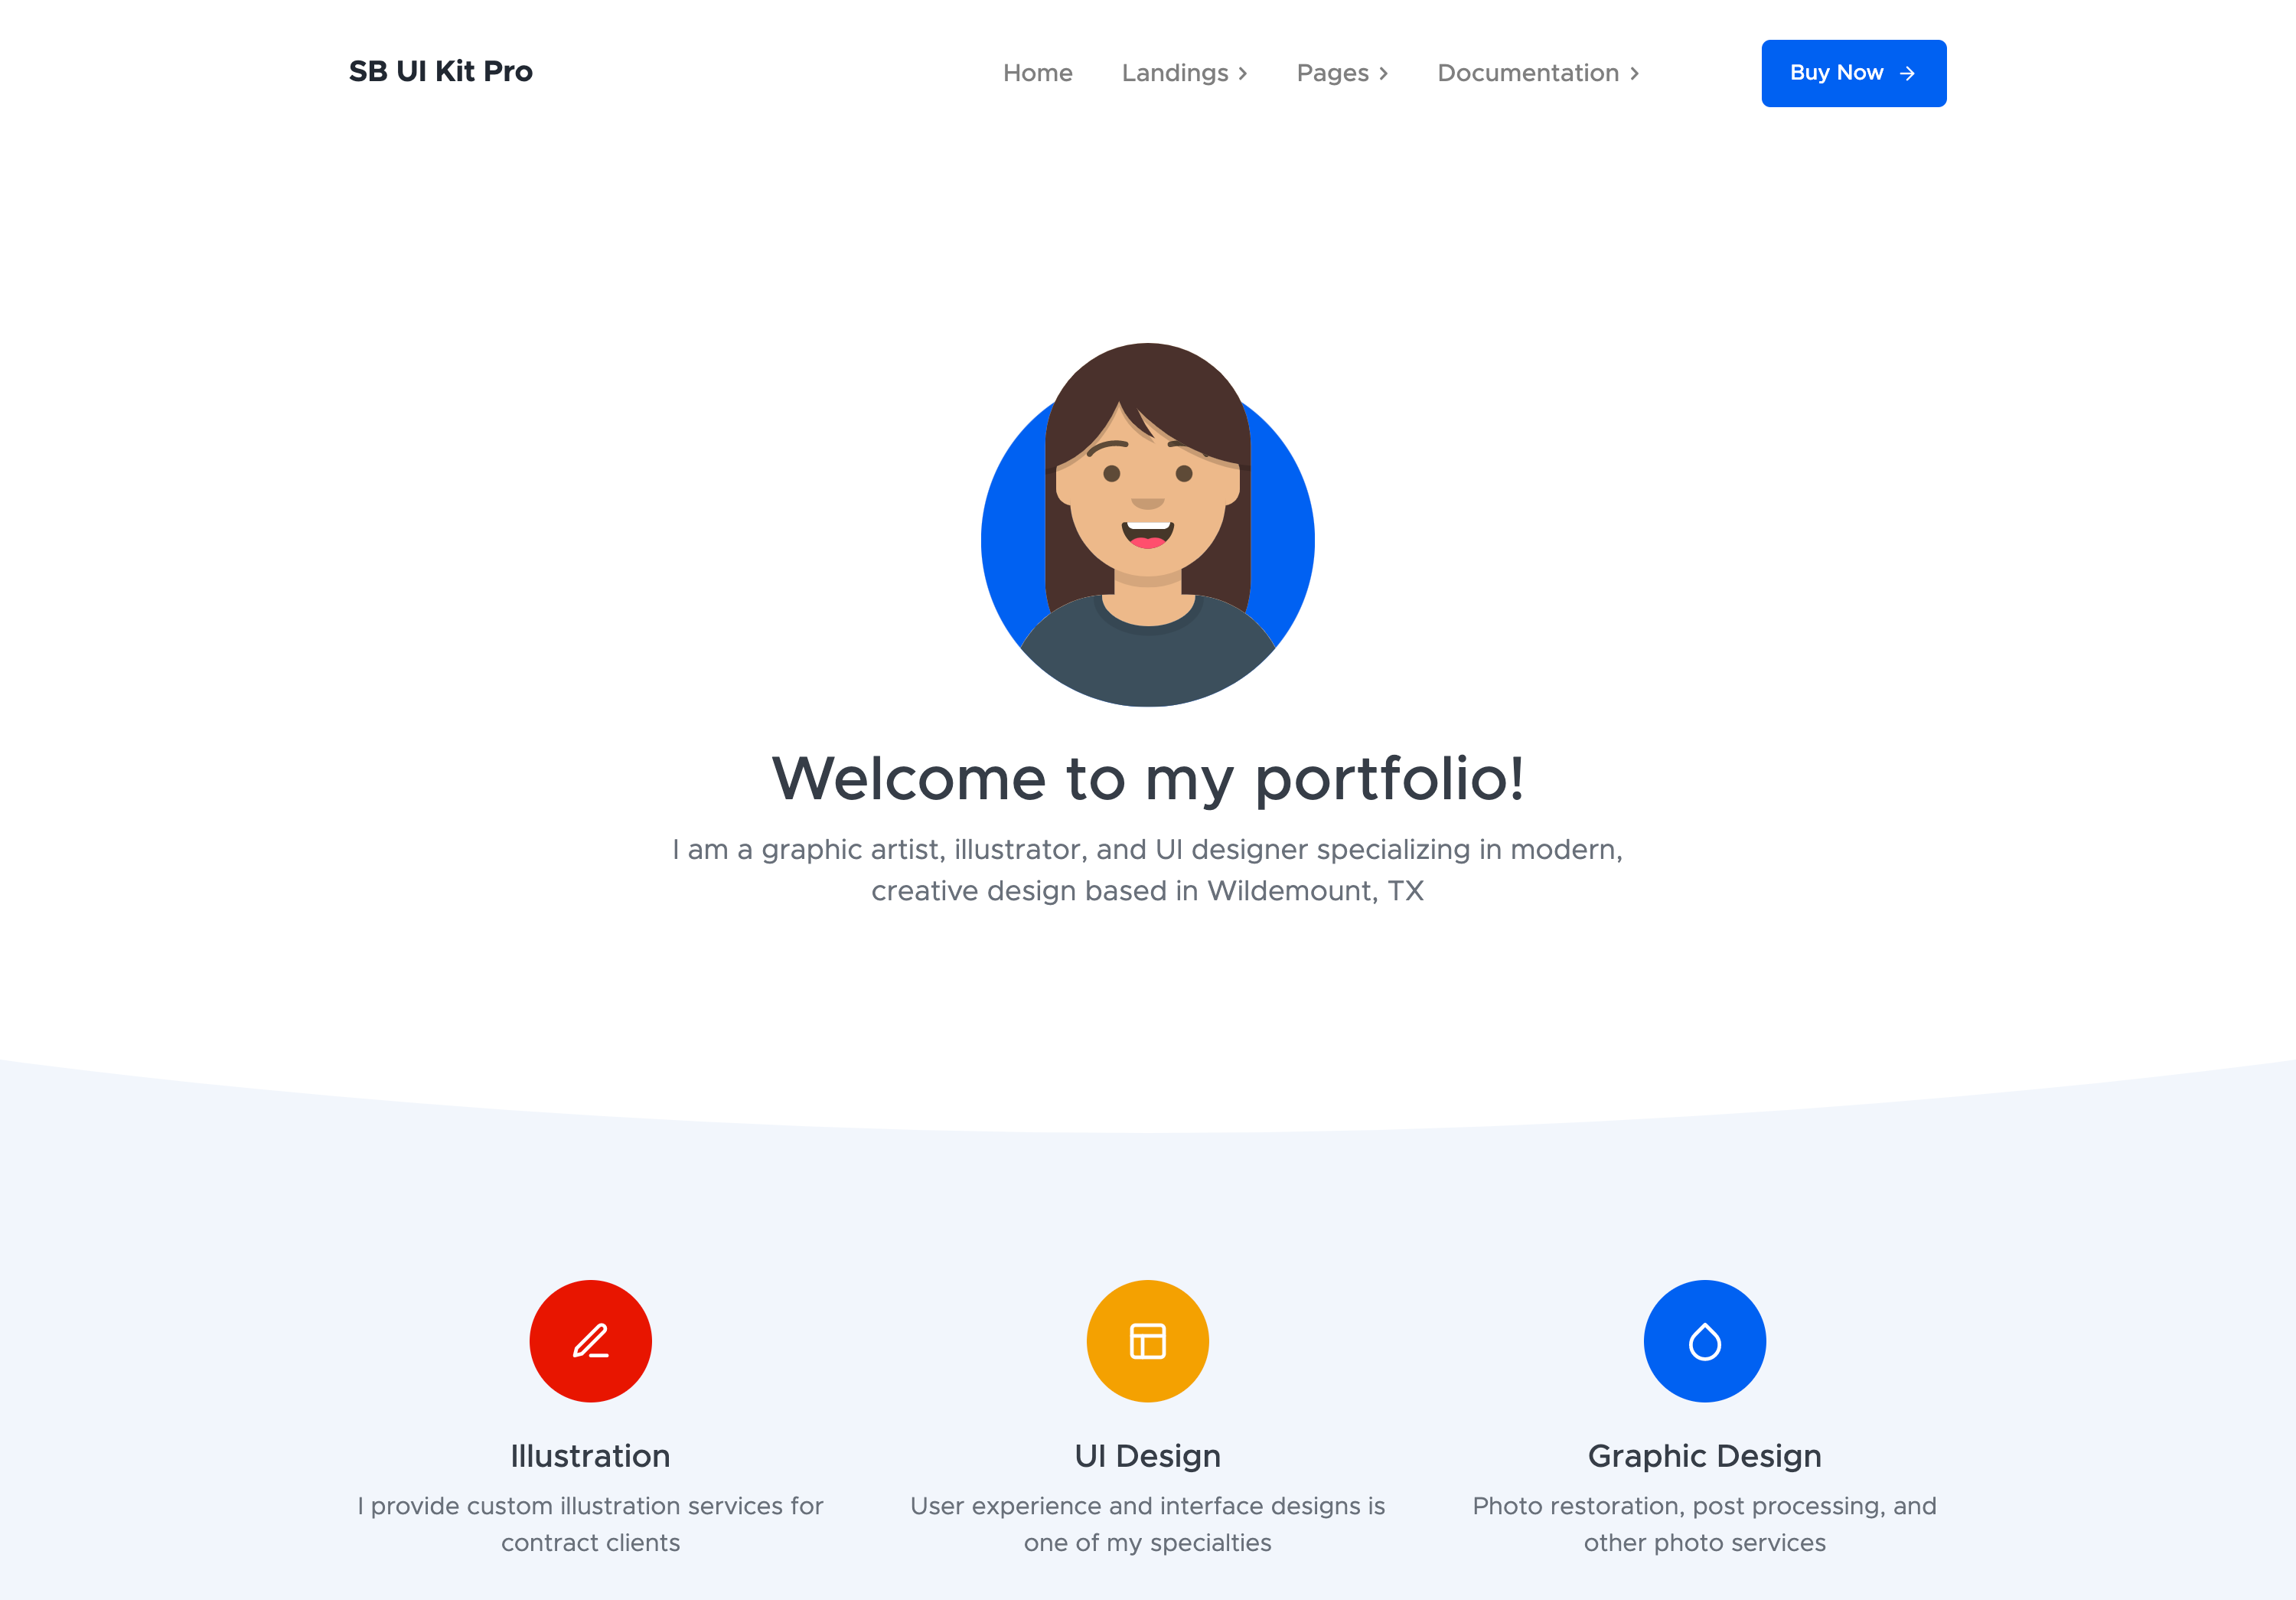 SB UI Kit Pro
Home
Landings
Pages
Documentation
Buy Now
Welcome to my portfolio!
I am a graphic artist, illustrator, and UI designer specializing in modern,
creative design based in Wildemount, TX
Illustration
I provide custom illustration services for
contract clients
UI Design
User experience and interface designs is
one of my specialties
Graphic Design
Photo restoration, post processing, and
other photo services